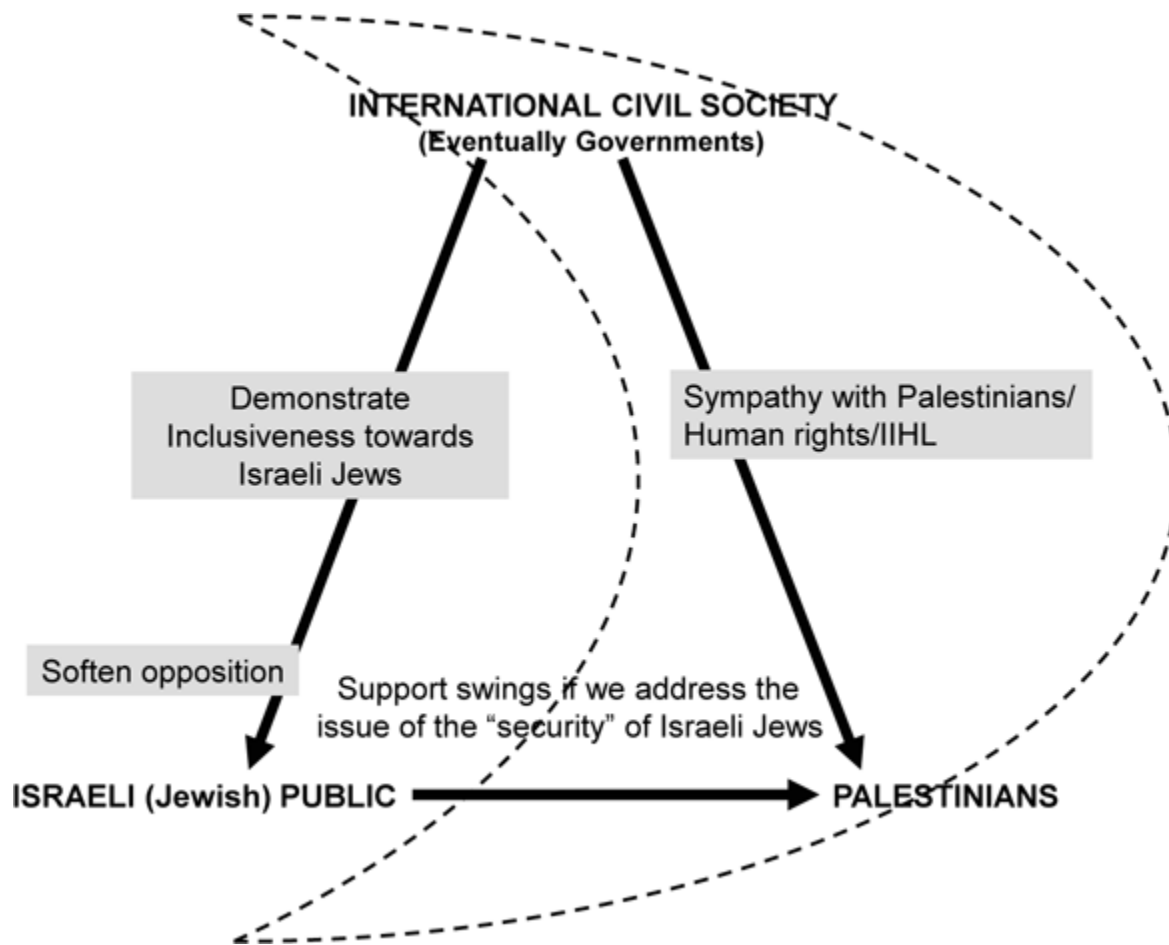 INTERNATIONAL CIVIL SOCIETY
(Eventually Governments)
Demonstrate
Inclusiveness towards
Israeli Jews
Sympathy with Palestinians/
Human rights/IIHL
Soften opposition
Support swings if we address the
issue of the “security” of Israeli Jews
ISRAELI (Jewish) PUBLIC
PALESTINIANS